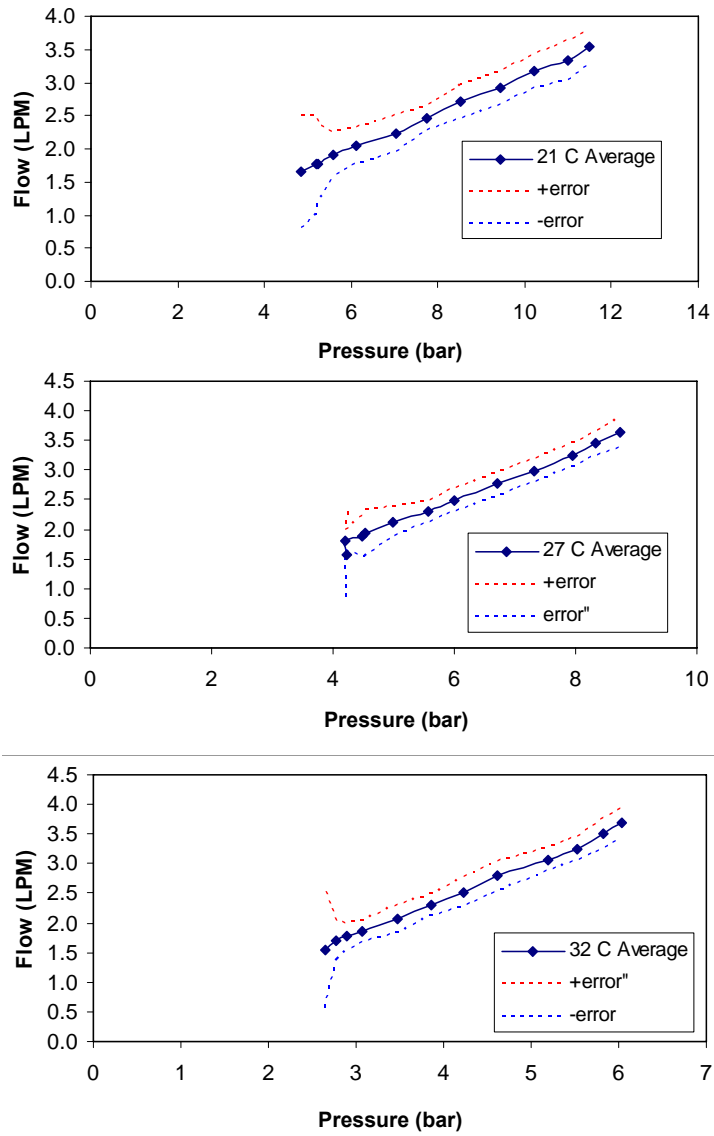 4.0
3.5
3.0
2.5
2.0
1.5
1.0
0.5
0.0
Flow (LPM)
21 C Average
+error
-error
0 2 4 6 8 10 12 14
Pressure (bar)
4.5
4.0
3.5
3.0
2.5
2.0
1.5
1.0
0.5
0.0
Flow (LPM)
27 C Average
+error
error"
0 2 4 6 8 10
Pressure (bar)
4.5
4.0
3.5
3.0
2.5
2.0
1.5
1.0
0.5
0.0
Flow (LPM)
32 C Average
+error"
-error
0 1 2 3 4 5 6 7
Pressure (bar)